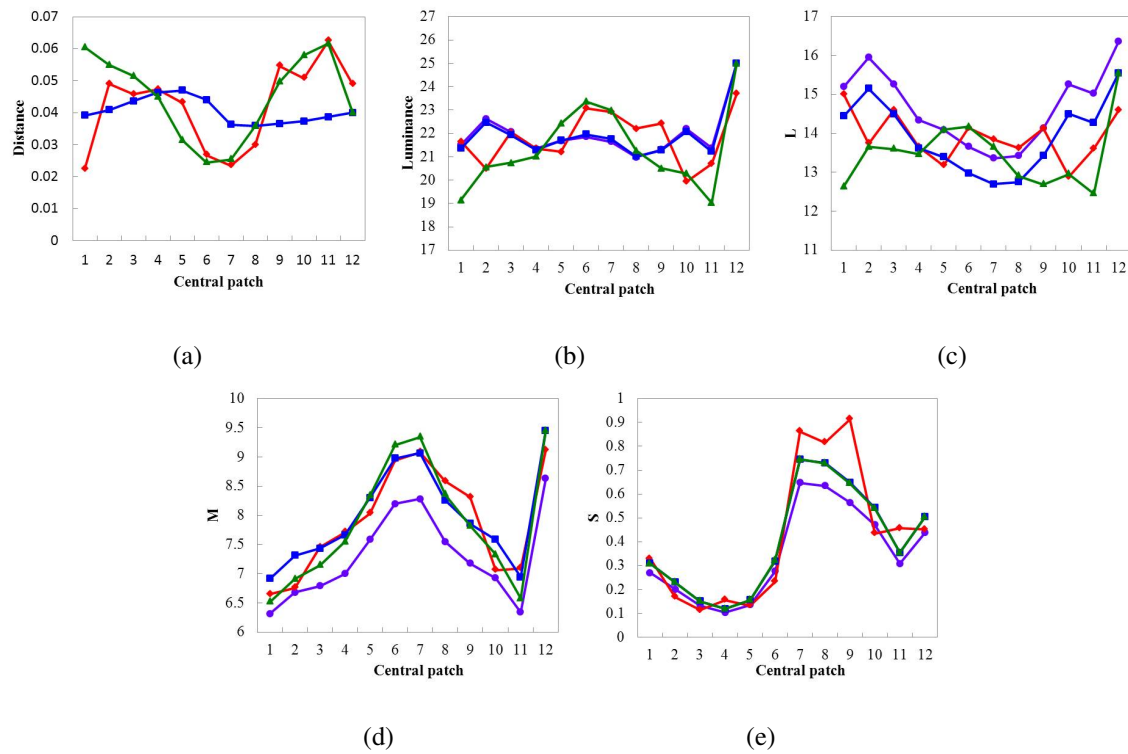 0.07
0.06
0.05
0.04
0.03
0.02
0.01
0
Distance
1 2 3 4 5 6 7 8 9 10 11 12
Central patch
(a)
27
26
25
24
23
22
21
20
19
18
17
Luminance
1 2 3 4 5 6 7 8 9 10 11 12
Central patch
(b)
17
16
15
14
13
12
11
L
1 2 3 4 5 6 7 8 9 10 11 12
Central patch
(c)
10
9.5
9
8.5
8
7.5
7
6.5
6
M
1 2 3 4 5 6 7 8 9 10 11 12
Central patch
(d)
1
0.9
0.8
0.7
0.6
0.5
0.4
0.3
0.2
0.1
0
S
1 2 3 4 5 6 7 8 9 10 11 12
Central patch
(e)